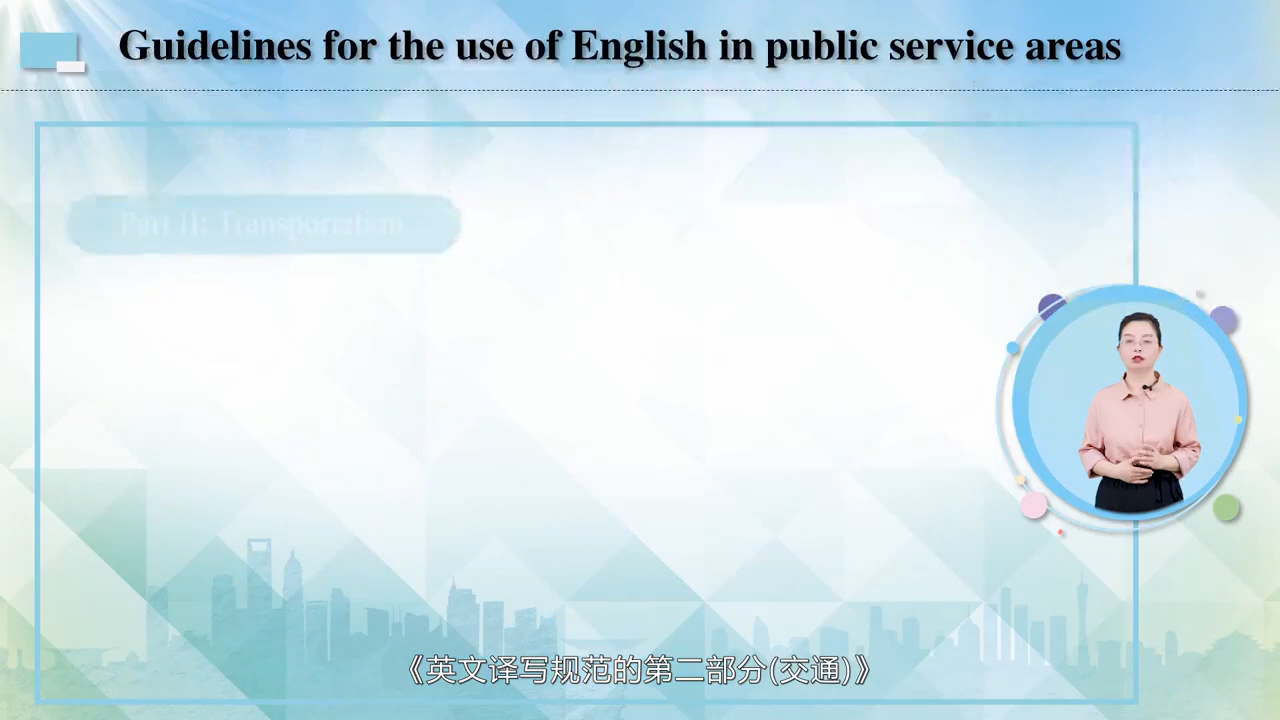 Guidelines for the use of English in public service areas
Part II: Transportation
《英文译写规范的第二部分(交通)》